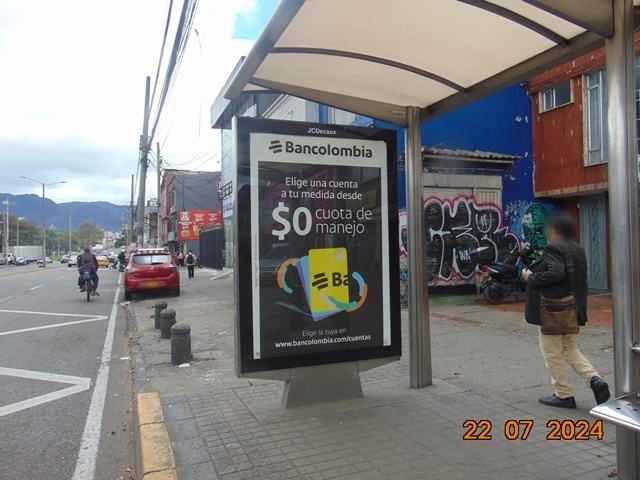 JCDecaux
Bancolombia
Elige una cuenta
a tu medida desde
$0 cuota de
manejo
Ba
Elige la tuya en
www.bancolombia.com/cuentas
22 07 2024